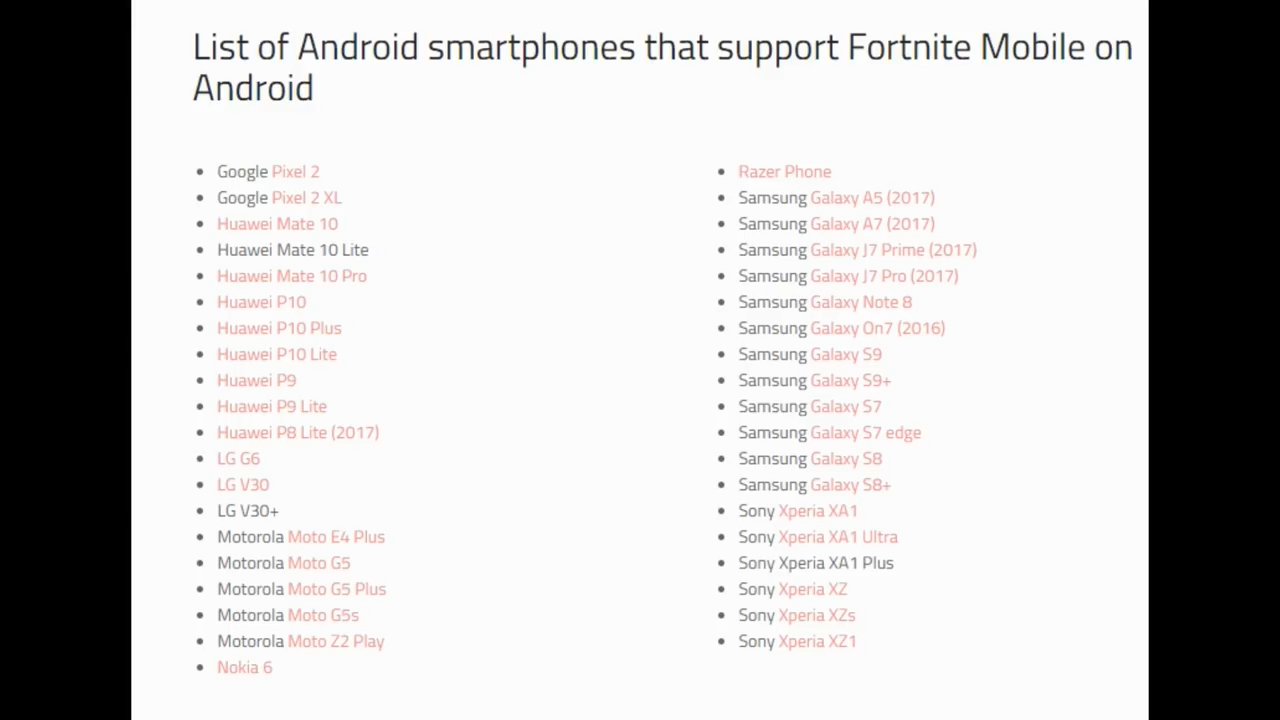 List of Android smartphones that support Fortnite Mobile on
Android
Google Pixel 2
Google Pixel 2 XL
Huawei Mate 10
Huawei Mate 10 Lite
Huawei Mate 10 Pro
Huawei P10
Huawei P10 Plus
Huawei P10 Lite
Huawei P9
Huawei P9 Lite
Huawei P8 Lite (2017)
LG G6
LG V30
LG V30+
Motorola Moto E4 Plus
Motorola Moto G5
Motorola Moto G5 Plus
Motorola Moto G5s
Motorola Moto Z2 Play
Nokia 6
Razer Phone
Samsung Galaxy A5 (2017)
Samsung Galaxy A7 (2017)
Samsung Galaxy J7 Prime (2017)
Samsung Galaxy J7 Pro (2017)
Samsung Galaxy Note 8
Samsung Galaxy On7 (2016)
Samsung Galaxy S9
Samsung Galaxy S9+
Samsung Galaxy S7
Samsung Galaxy S7 edge
Samsung Galaxy S8
Samsung Galaxy S8+
Sony Xperia XA1
Sony Xperia XA1 Ultra
Sony Xperia XA1 Plus
Sony Xperia XZ
Sony Xperia XZs
Sony Xperia XZ1